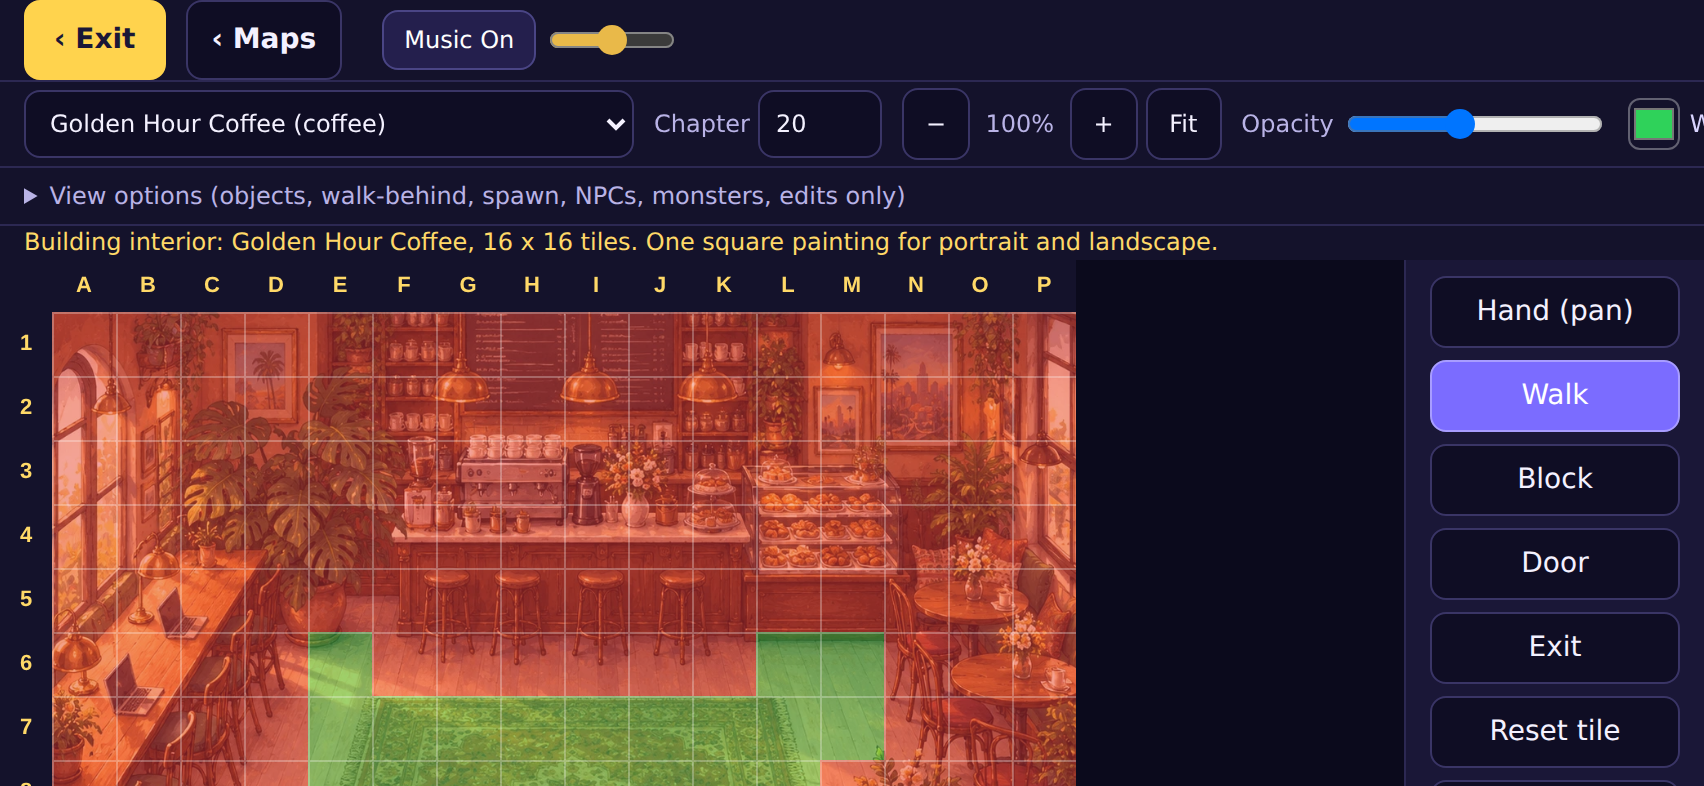 ‹ Exit
‹ Maps
Music On
Golden Hour Coffee (coffee)
Chapter
20
−
100%
+
Fit
Opacity
▶ View options (objects, walk-behind, spawn, NPCs, monsters, edits only)
Building interior: Golden Hour Coffee, 16 x 16 tiles. One square painting for portrait and landscape.
A B C D E F G H I J K L M N O P
1
2
3
4
5
6
7
Hand (pan)
Walk
Block
Door
Exit
Reset tile